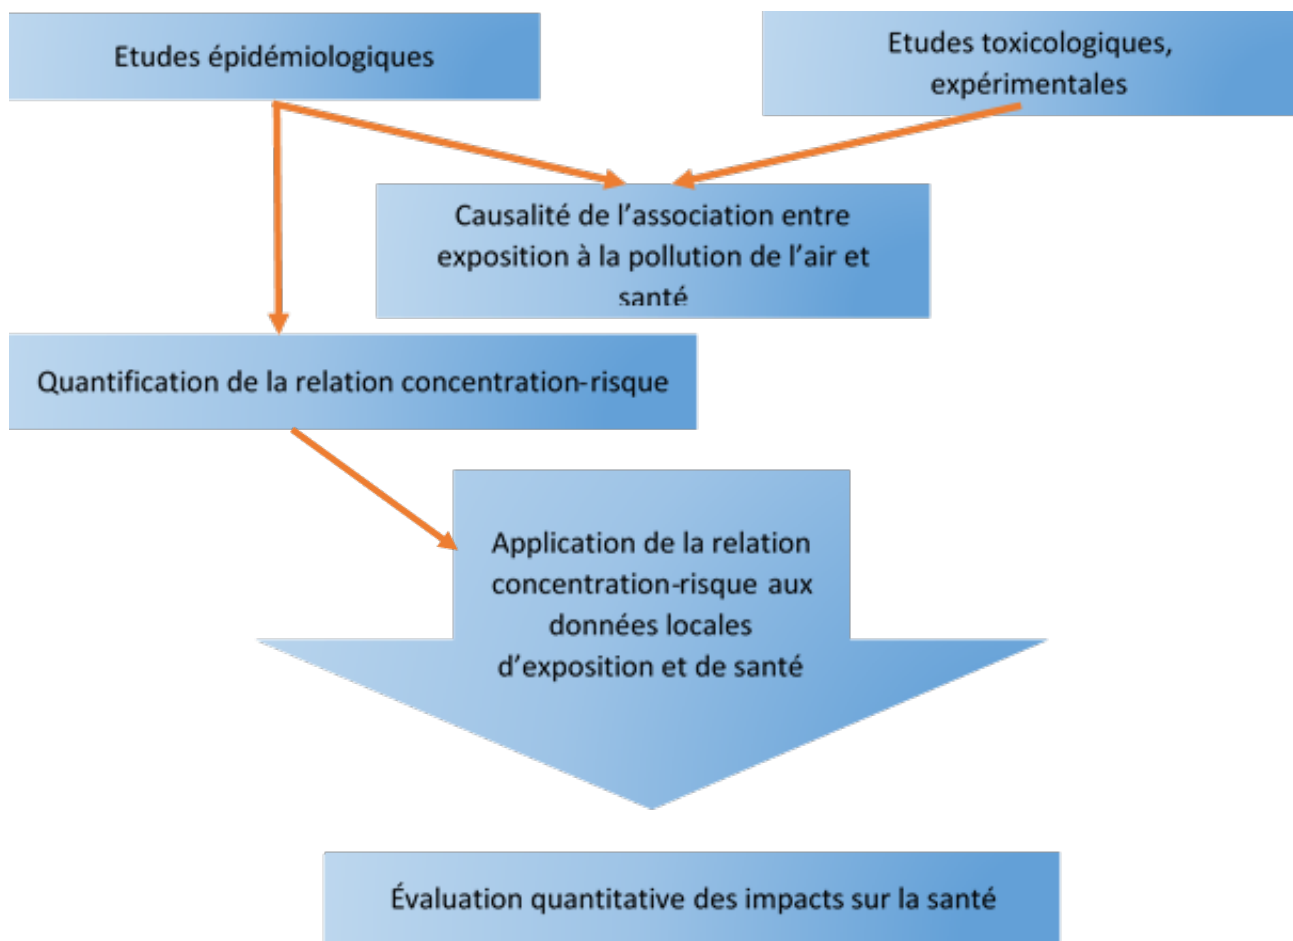 Etudes épidémiologiques
Etudes toxicologiques,
expérimentales
Causalité de l’association entre
exposition à la pollution de l’air et
santé
Quantification de la relation concentration-risque
Application de la relation
concentration-risque aux
données locales
d’exposition et de santé
Évaluation quantitative des impacts sur la santé